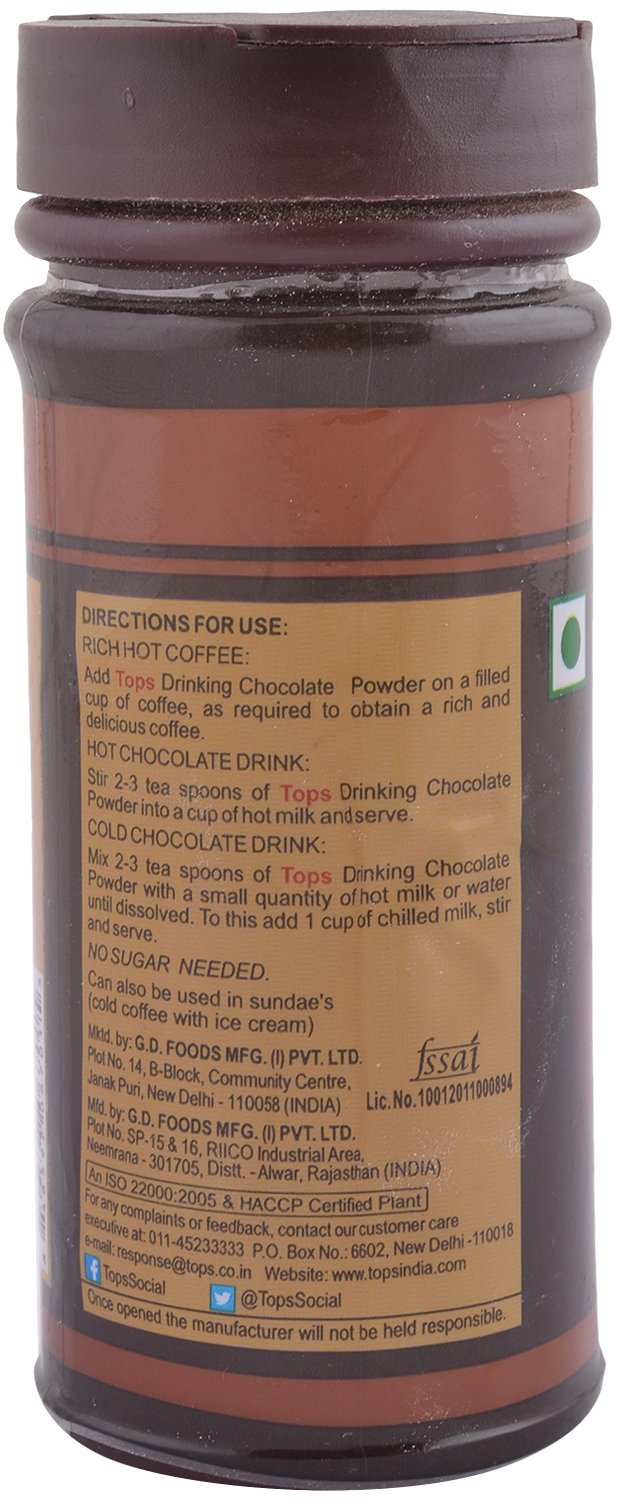 DIRECTIONS FOR USE:
RICH HOT COFFEE:
Add Tops Drinking Chocolate Powder on a filled
cup of coffee, as required to obtain a rich and
delicious coffee.
HOT CHOCOLATE DRINK:
Stir 2-3 tea spoons of Tops Drinking Chocolate
Powder into a cup of hot milk and serve.
COLD CHOCOLATE DRINK:
Mix 2-3 tea spoons of Tops Drinking Chocolate
Powder with a small quantity of hot milk or water
until dissolved. To this add 1 cup of chilled milk, stir
and serve.
NO SUGAR NEEDED.
Can also be used in sundae's
(cold coffee with ice cream)
Mktd. by: G.D. FOODS MFG. (I) PVT. LTD.
Plot No. 14, B-Block, Community Centre,
Janak Puri, New Delhi - 110058 (INDIA)
fssai
Lic.No.10012011000894
Mfd. by: G.D. FOODS MFG. (I) PVT. LTD.
Plot No. SP-15 & 16, RIICO Industrial Area,
Neemrana - 301705, Distt. - Alwar, Rajasthan (INDIA)
An ISO 22000:2005 & HACCP Certified Plant
For any complaints or feedback, contact our customer care
executive at: 011-45233333 P.O. Box No.: 6602, New Delhi -110018
e-mail: response@tops.co.in Website: www.topsindia.com
TopsSocial @TopsSocial
Once opened the manufacturer will not be held responsible.